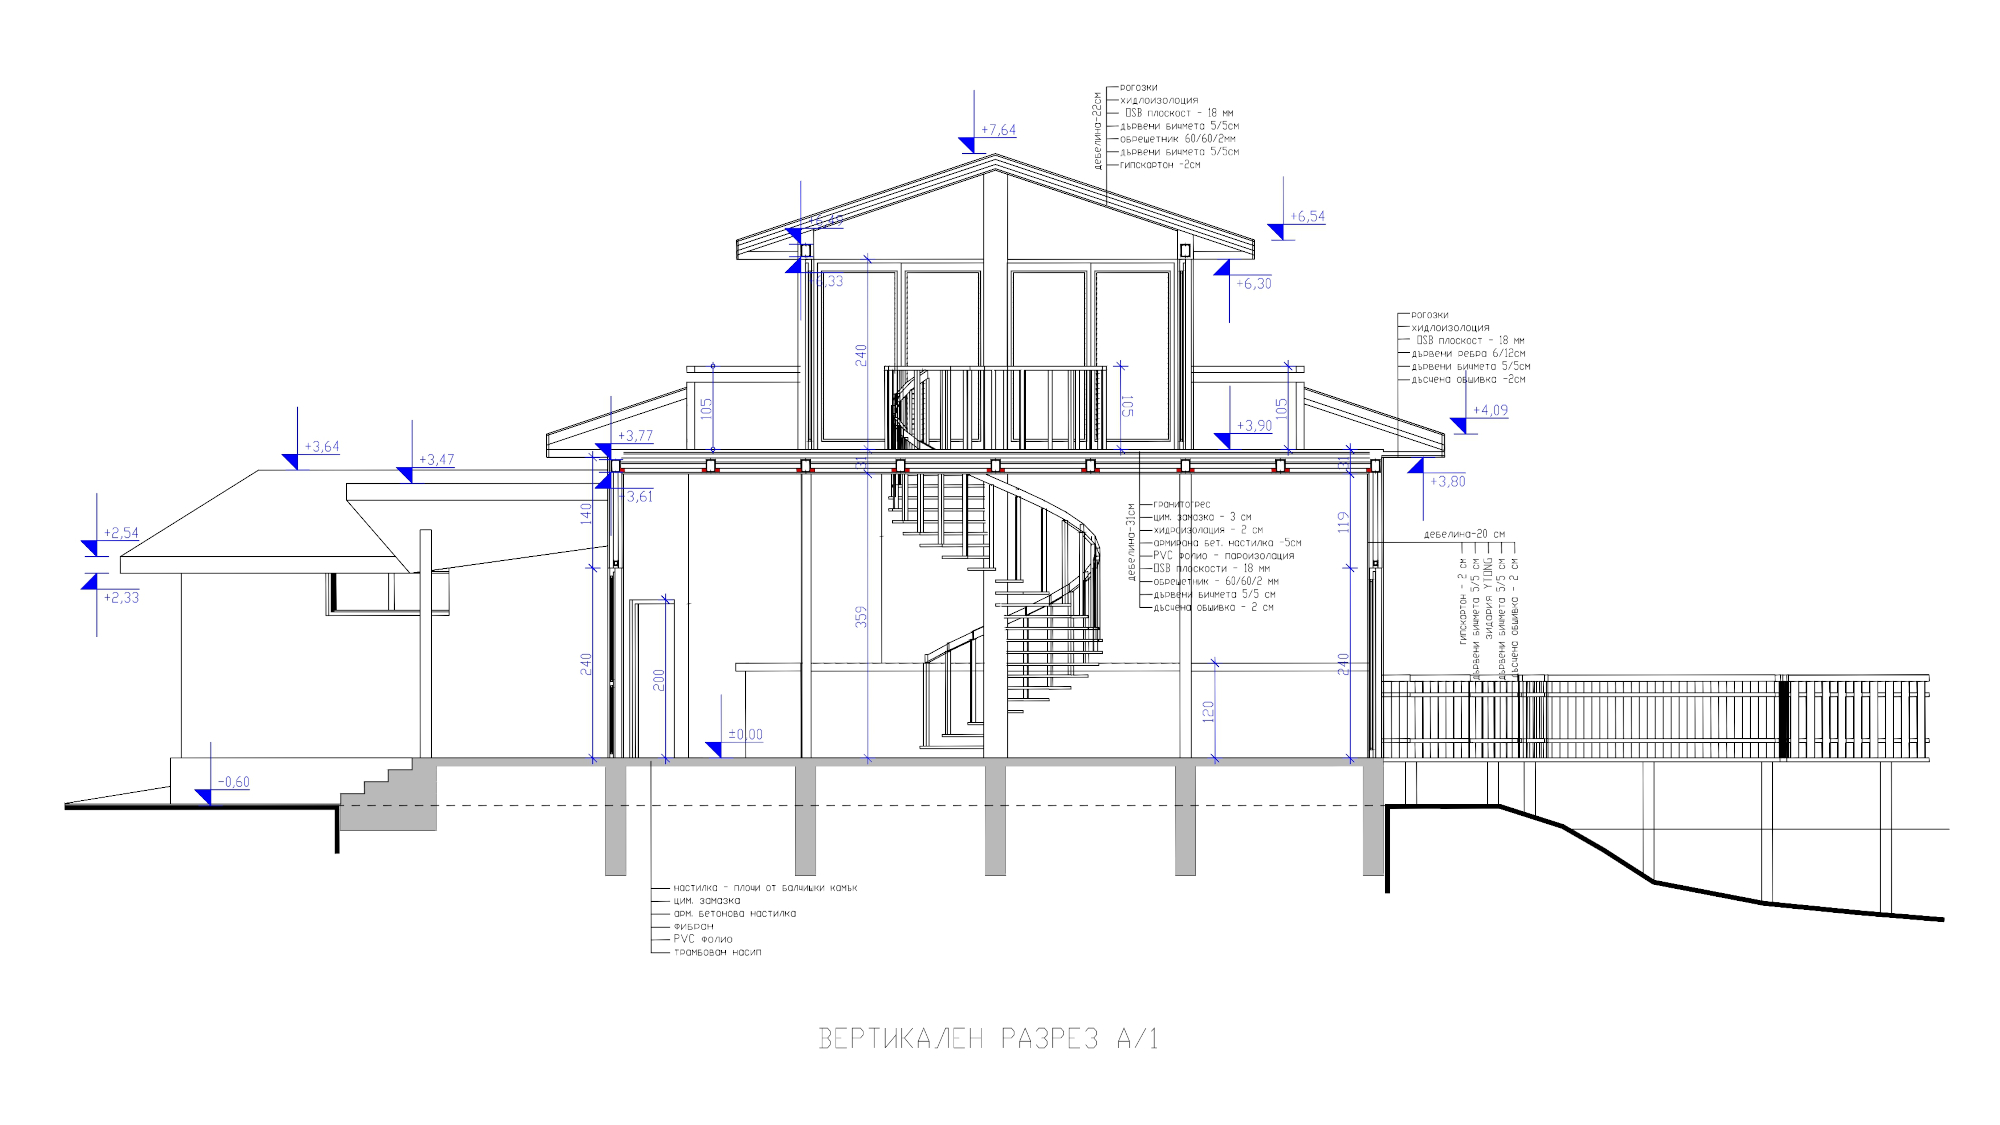 рогозки
хидлоизолоция
OSB плоскост - 18 мм
дървени бичмета 5/5см
обрешетник 60/60/2мм
дървени бичмета 5/5см
гипскартон -2см
дебелина-22см
+7,64
+6,49
+6,54
+6,33
+6,30
рогозки
хидлоизолоция
OSB плоскост - 18 мм
дървени ребра 6/12см
дървени бичмета 5/5см
дъсчена обшивка -2см
240
105
105
105
+4,09
+3,90
+3,77
+3,64
+3,47
31
31
+3,80
+3,61
140
119
гранитогрес
цим. замазка - 3 см
хидроизолация - 2 см
армирана бет. настилка -5см
PVC фолио - пароизолация
OSB плоскости - 18 мм
обрешетник - 60/60/2 мм
дървени бичмета 5/5 см
дъсчена обшивка - 2 см
дебелина-31см
дебелина-20 см
гипскартон - 2 см
дървени бичмета 5/5 см
зидария YTONG
дървени бичмета 5/5 см
дъсчена обшивка - 2 см
+2,54
+2,33
359
240
200
240
120
±0,00
-0,60
настилка - плочи от балчишки камък
цим. замазка
арм. бетонова настилка
фибран
PVC фолио
трамбован насип
ВЕРТИКАЛЕН РАЗРЕЗ А/1